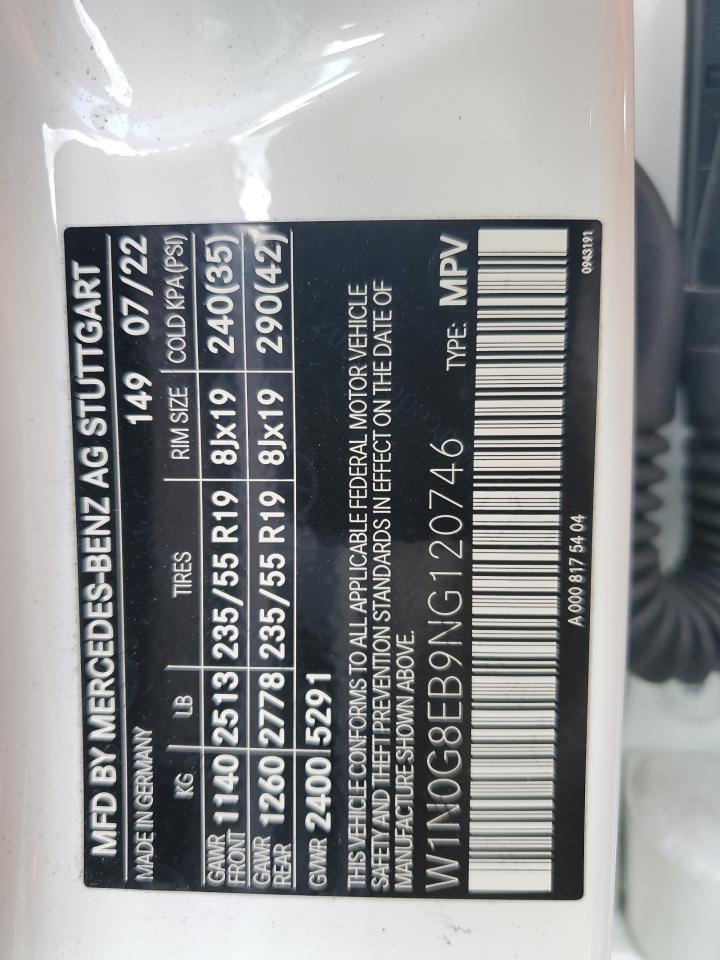 MFD BY MERCEDES-BENZ AG STUTTGART
MADE IN GERMANY 149 07/22
KG LB TIRES RIM SIZE COLD KPA(PSI)
GAWR FRONT 1140 2513 235/55 R19 8Jx19 240(35)
GAWR REAR 1260 2778 235/55 R19 8Jx19 290(42)
GVWR 2400 5291
THIS VEHICLE CONFORMS TO ALL APPLICABLE FEDERAL MOTOR VEHICLE
SAFETY AND THEFT PREVENTION STANDARDS IN EFFECT ON THE DATE OF
MANUFACTURE SHOWN ABOVE.
W1N0G8EB9NG120746 TYPE: MPV
A 000 817 54 04 0943191